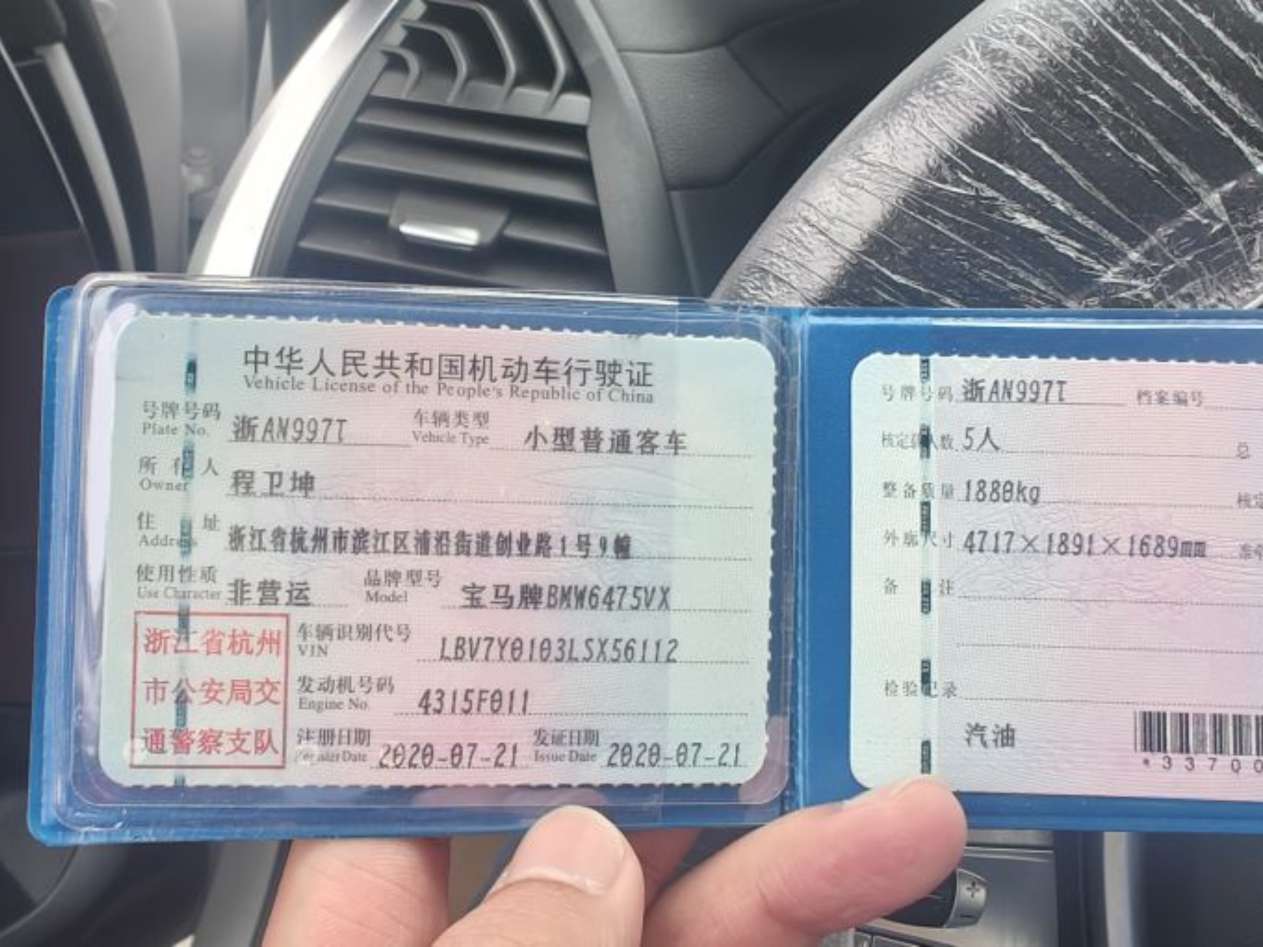 中华人民共和国机动车行驶证
Vehicle License of the People's Republic of China
号牌号码 浙AN997T 车辆类型 小型普通客车
Plate No. Vehicle Type
所有人 程卫坤
Owner
住址 浙江省杭州市滨江区浦沿街道创业路1号9幢
Address
使用性质 非营运 品牌型号 宝马牌BMW6475VX
Use Character Model
浙江省杭州
市公安局交
通警察支队
车辆识别代号 LBV7Y0103LSX56112
VIN
发动机号码 4315F011
Engine No.
注册日期 2020-07-21 发证日期 2020-07-21
Register Date Issue Date
号牌号码 浙AN997T 档案编号
核定载人数 5人 总
整备质量 1880kg 核定
外廓尺寸 4717×1891×1689mm 准牵
备注
检验记录
汽油
*33700